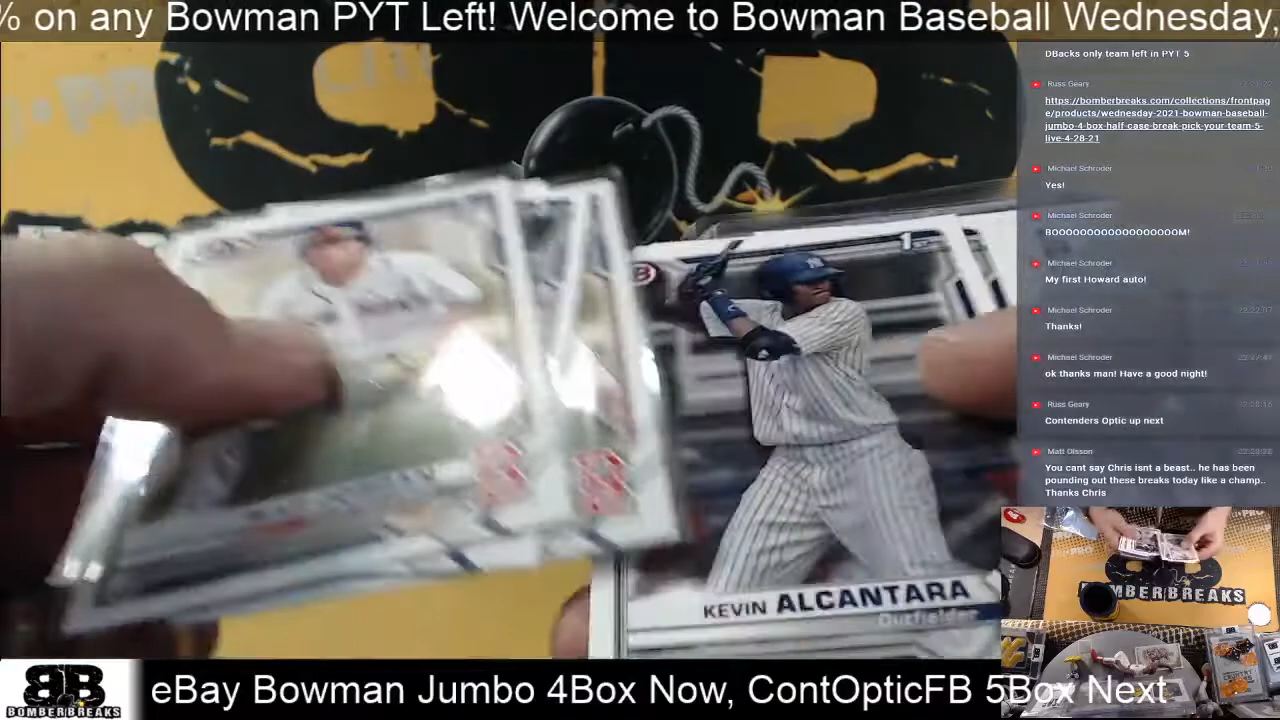 % on any Bowman PYT Left! Welcome to Bowman Baseball Wednesday,
DBacks only team left in PYT 5
Russ Geary
https://bomberbreaks.com/collections/frontpag
e/products/wednesday-2021-bowman-baseball-
jumbo-4-box-half-case-break-pick-your-team-5-
live-4-28-21
Michael Schroder
Yes!
Michael Schroder
BOOOOOOOOOOOOOOOOOOM!
Michael Schroder
My first Howard auto!
Michael Schroder
Thanks!
Michael Schroder
ok thanks man! Have a good night!
Russ Geary
Contenders Optic up next
Matt Olsson
You cant say Chris isnt a beast.. he has been
pounding out these breaks today like a champ..
Thanks Chris
1st
KEVIN ALCANTARA
Outfielder
BOMBERBREAKS
BB
BOMBERBREAKS
eBay Bowman Jumbo 4Box Now, ContOpticFB 5Box Next